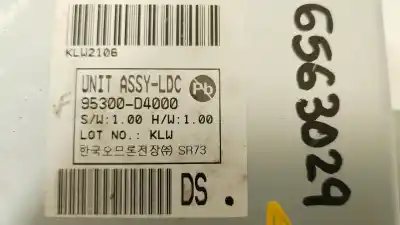 KLW2106
UNIT ASSY-LDC
Pb
95300-D4000
S/W:1.00 H/W:1.00
LOT NO.: KLW
한국오므론전장㈜ SR73
DS .
6563029